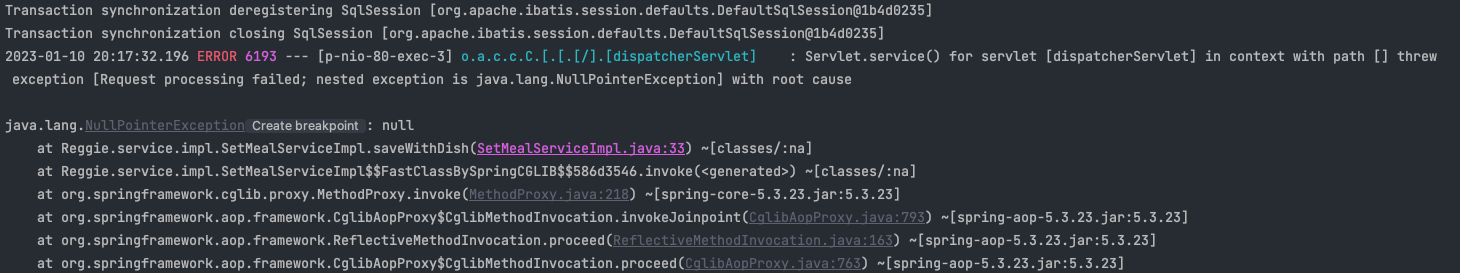 Transaction synchronization deregistering SqlSession [org.apache.ibatis.session.defaults.DefaultSqlSession@1b4d0235]
Transaction synchronization closing SqlSession [org.apache.ibatis.session.defaults.DefaultSqlSession@1b4d0235]
2023-01-10 20:17:32.196 ERROR 6193 --- [p-nio-80-exec-3] o.a.c.c.C.[.[.[/].[dispatcherServlet]    : Servlet.service() for servlet [dispatcherServlet] in context with path [] threw
exception [Request processing failed; nested exception is java.lang.NullPointerException] with root cause
java.lang.NullPointerException Create breakpoint : null
at Reggie.service.impl.SetMealServiceImpl.saveWithDish(SetMealServiceImpl.java:33) ~[classes/:na]
at Reggie.service.impl.SetMealServiceImpl$$FastClassBySpringCGLIB$$586d3546.invoke(<generated>) ~[classes/:na]
at org.springframework.cglib.proxy.MethodProxy.invoke(MethodProxy.java:218) ~[spring-core-5.3.23.jar:5.3.23]
at org.springframework.aop.framework.CglibAopProxy$CglibMethodInvocation.invokeJoinpoint(CglibAopProxy.java:793) ~[spring-aop-5.3.23.jar:5.3.23]
at org.springframework.aop.framework.ReflectiveMethodInvocation.proceed(ReflectiveMethodInvocation.java:163) ~[spring-aop-5.3.23.jar:5.3.23]
at org.springframework.aop.framework.CglibAopProxy$CglibMethodInvocation.proceed(CglibAopProxy.java:763) ~[spring-aop-5.3.23.jar:5.3.23]